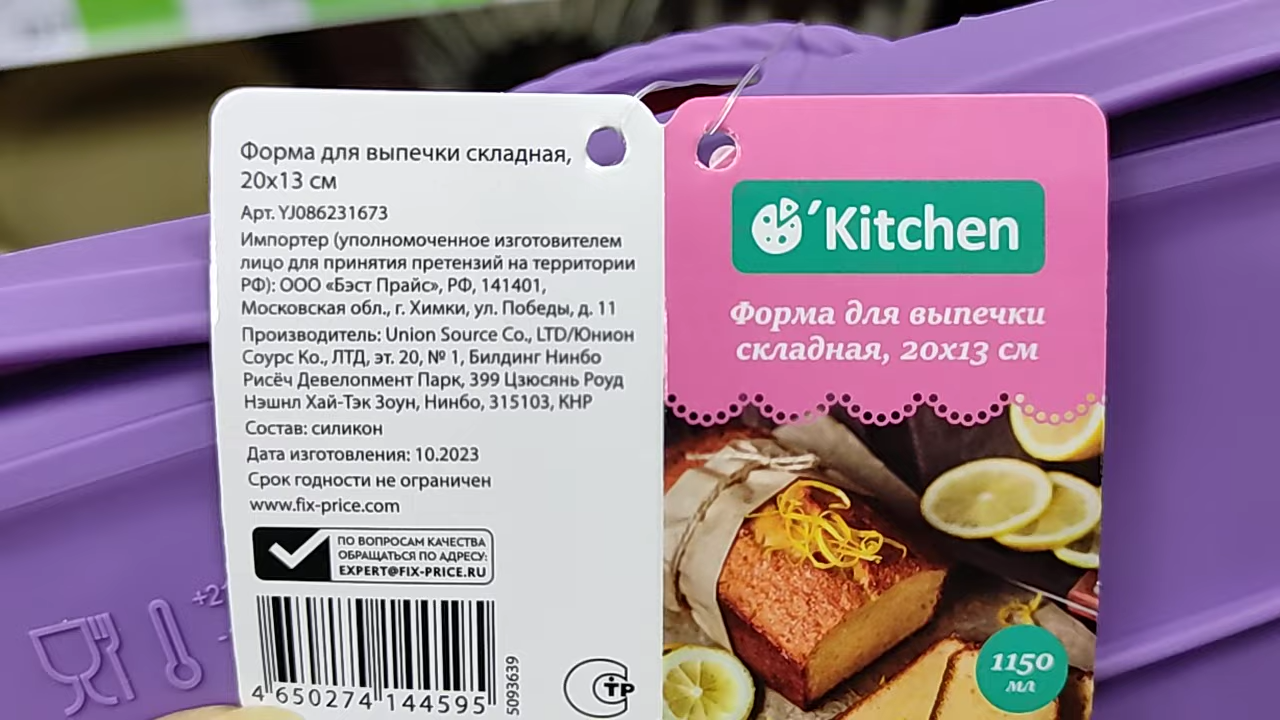 Форма для выпечки складная,
20х13 см
Арт. YJ086231673
Импортер (уполномоченное изготовителем
лицо для принятия претензий на территории
РФ): ООО «Бэст Прайс», РФ, 141401,
Московская обл., г. Химки, ул. Победы, д. 11
Производитель: Union Source Co., LTD/Юнион
Соурс Ко., ЛТД, эт. 20, № 1, Билдинг Нинбо
Рисёч Девелопмент Парк, 399 Цзюсянь Роуд
Нэшнл Хай-Тэк Зоун, Нинбо, 315103, КНР
Состав: силикон
Дата изготовления: 10.2023
Срок годности не ограничен
www.fix-price.com
ПО ВОПРОСАМ КАЧЕСТВА
ОБРАЩАТЬСЯ ПО АДРЕСУ:
EXPERT@FIX-PRICE.RU
4 650274 144595
5093639
СТР
′Kitchen
Форма для выпечки
складная, 20х13 см
1150
мл